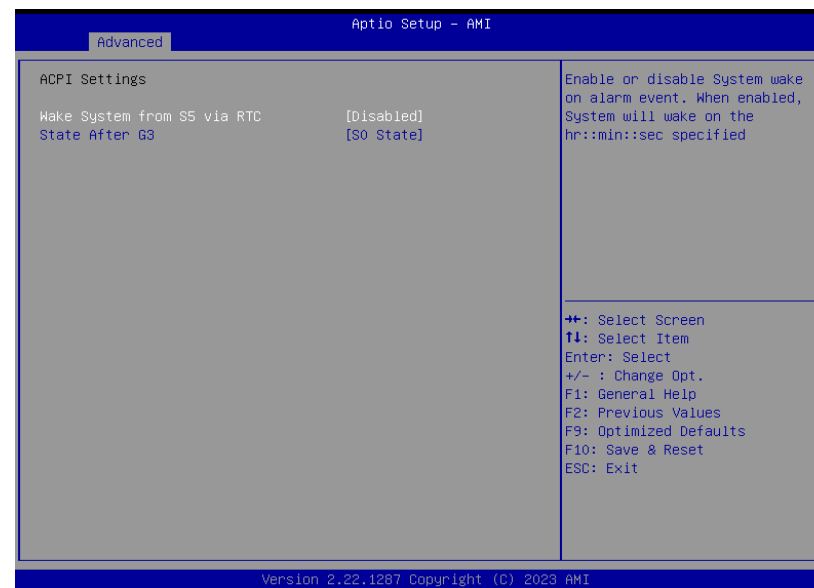 Aptio Setup – AMI
Advanced
ACPI Settings
Wake System from S5 via RTC [Disabled]
State After G3 [S0 State]
Enable or disable System wake
on alarm event. When enabled,
System will wake on the
hr::min::sec specified
→←: Select Screen
↑↓: Select Item
Enter: Select
+/- : Change Opt.
F1: General Help
F2: Previous Values
F9: Optimized Defaults
F10: Save & Reset
ESC: Exit
Version 2.22.1287 Copyright (C) 2023 AMI